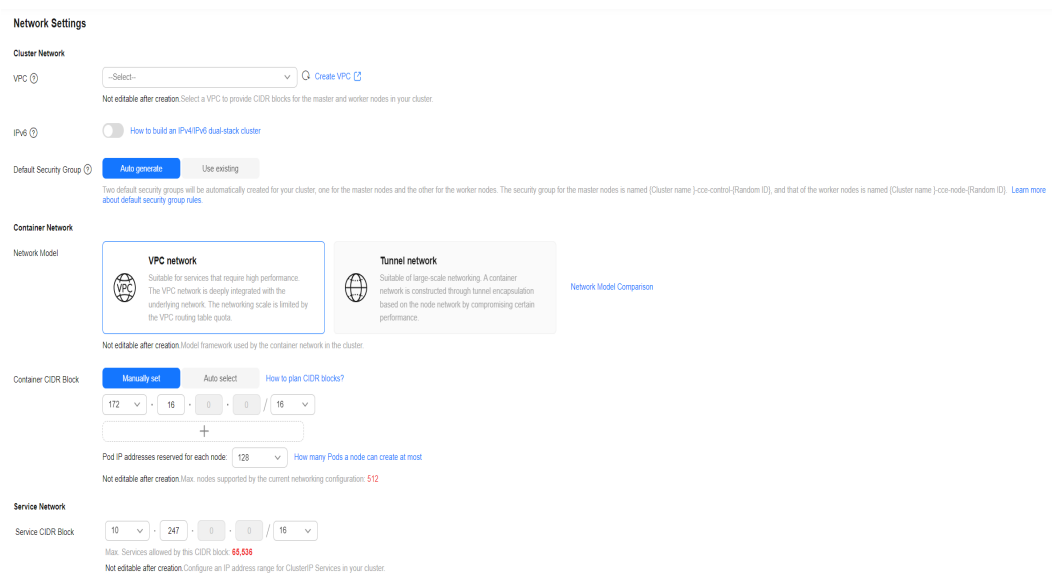 Network Settings
Cluster Network
VPC ?
--Select--
Create VPC
Not editable after creation.Select a VPC to provide CIDR blocks for the master and worker nodes in your cluster.
IPv6 ?
How to build an IPv4/IPv6 dual-stack cluster
Default Security Group ?
Auto generate
Use existing
Two default security groups will be automatically created for your cluster, one for the master nodes and the other for the worker nodes. The security group for the master nodes is named {Cluster name }-cce-control-{Random ID}, and that of the worker nodes is named {Cluster name }-cce-node-{Random ID}. Learn more
about default security group rules.
Container Network
Network Model
VPC
VPC network
Suitable for services that require high performance.
The VPC network is deeply integrated with the
underlying network. The networking scale is limited by
the VPC routing table quota.
Tunnel network
Suitable of large-scale networking. A container
network is constructed through tunnel encapsulation
based on the node network by compromising certain
performance.
Network Model Comparison
Not editable after creation.Model framework used by the container network in the cluster
Container CIDR Block
Manually set
Auto select
How to plan CIDR blocks?
172 . 16 . 0 . 0 / 16
+
Pod IP addresses reserved for each node: 128 How many Pods a node can create at most
Not editable after creation.Max. nodes supported by the current networking configuration: 512
Service Network
Service CIDR Block
10 . 247 . 0 . 0 / 16
Max. Services allowed by this CIDR block: 65,536
Not editable after creation.Configure an IP address range for ClusterIP Services in your cluster.